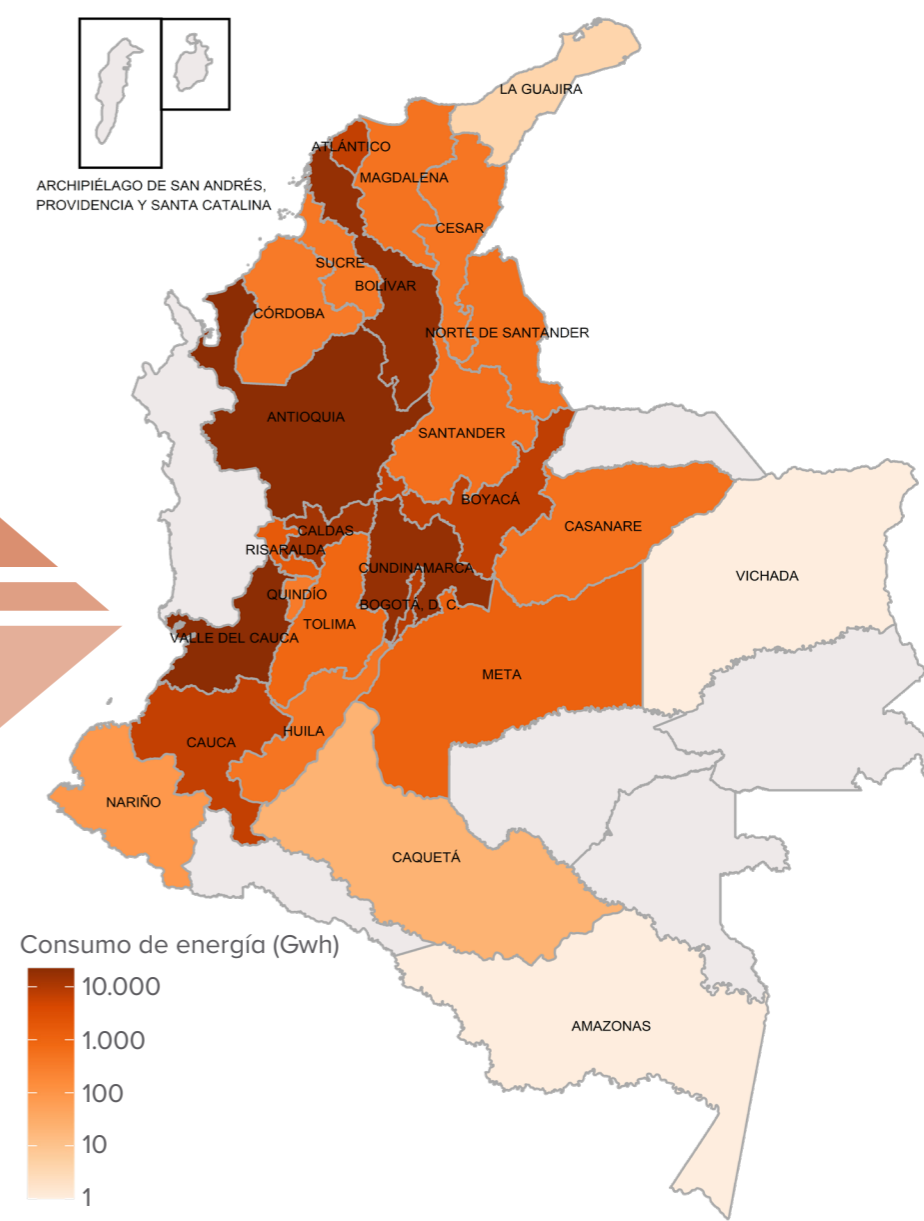 LA GUAJIRA
ATLÁNTICO
MAGDALENA
ARCHIPIÉLAGO DE SAN ANDRÉS,
PROVIDENCIA Y SANTA CATALINA
CESAR
SUCRE
BOLÍVAR
CÓRDOBA
NORTE DE SANTANDER
ANTIOQUIA
SANTANDER
BOYACÁ
CASANARE
CALDAS
RISARALDA
CUNDINAMARCA
VICHADA
QUINDÍO
BOGOTÁ, D. C.
TOLIMA
VALLE DEL CAUCA
META
HUILA
CAUCA
NARIÑO
CAQUETÁ
Consumo de energía (Gwh)
10.000
1.000
100
10
1
AMAZONAS